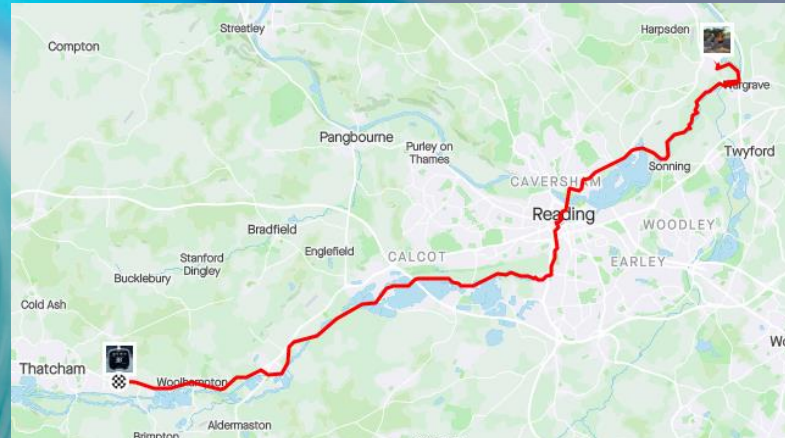 Streatley
Harpsden
Compton
Wargrave
Pangbourne
Purley on
Thames
Twyford
Sonning
CAVERSHAM
Reading
WOODLEY
Bradfield
Englefield
CALCOT
EARLEY
Stanford
Dingley
Bucklebury
Cold Ash
Thatcham
Woolhampton
Aldermaston
Brimpton